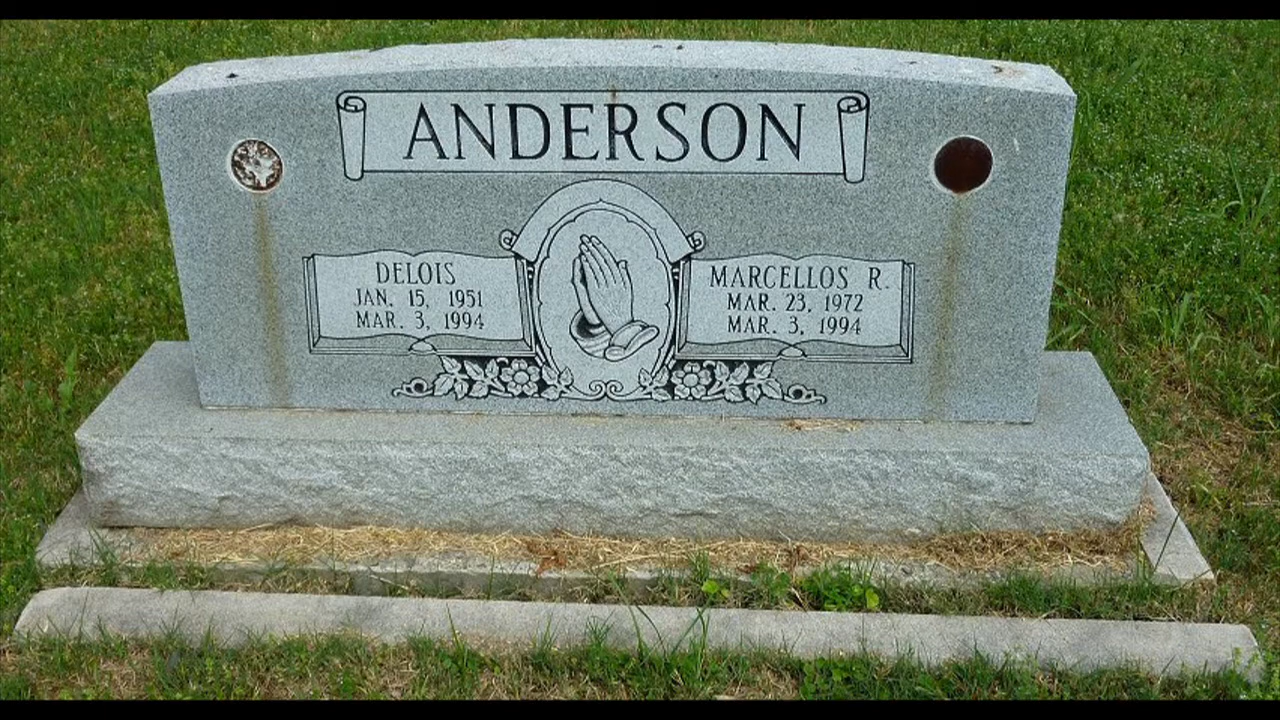 ANDERSON
DELOIS
JAN. 15, 1951
MAR. 3, 1994
MARCELLOS R.
MAR. 23, 1972
MAR. 3, 1994